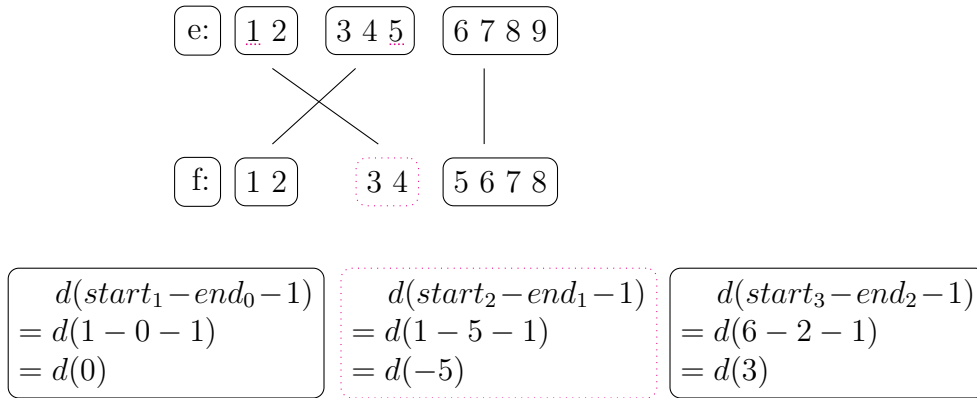 e: 1 2 3 4 5 6 7 8 9
f: 1 2 3 4 5 6 7 8
d(start₁−end₀−1)
= d(1 − 0 − 1)
= d(0)
d(start₂−end₁−1)
= d(1 − 5 − 1)
= d(−5)
d(start₃−end₂−1)
= d(6 − 2 − 1)
= d(3)